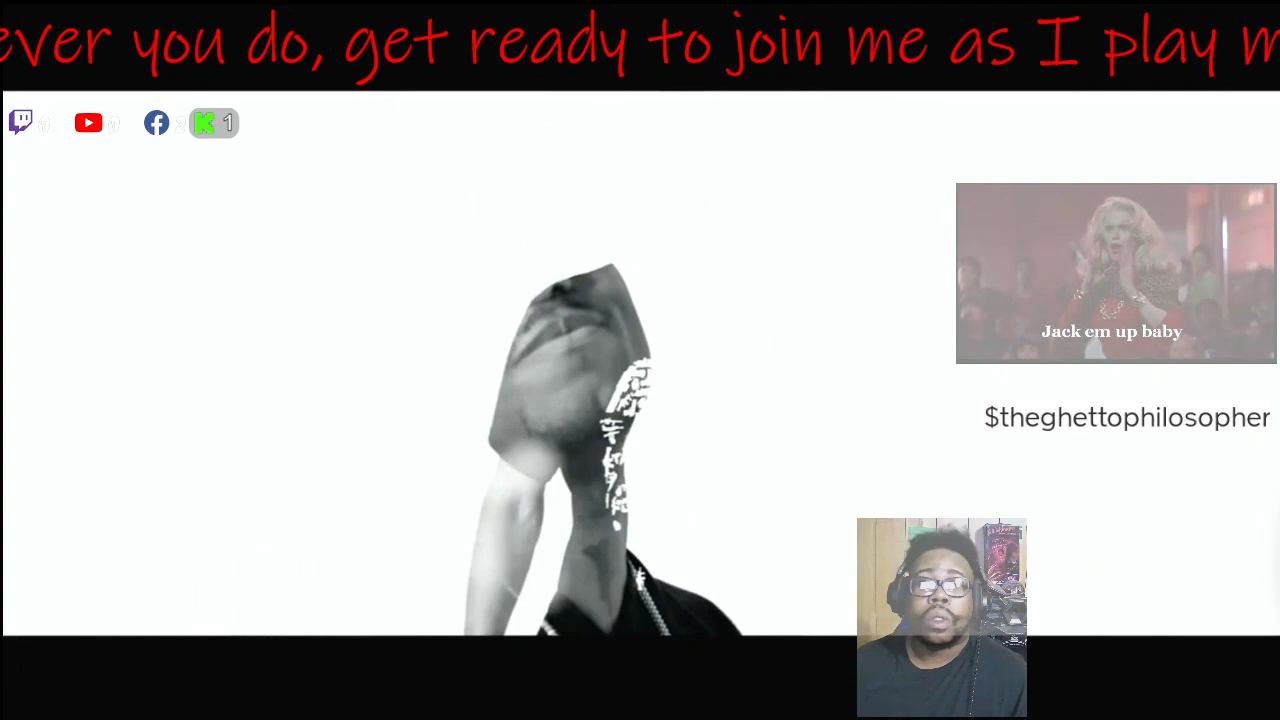 ever you do, get ready to join me as I play m
1
Jack em up baby
$theghettophilosopher